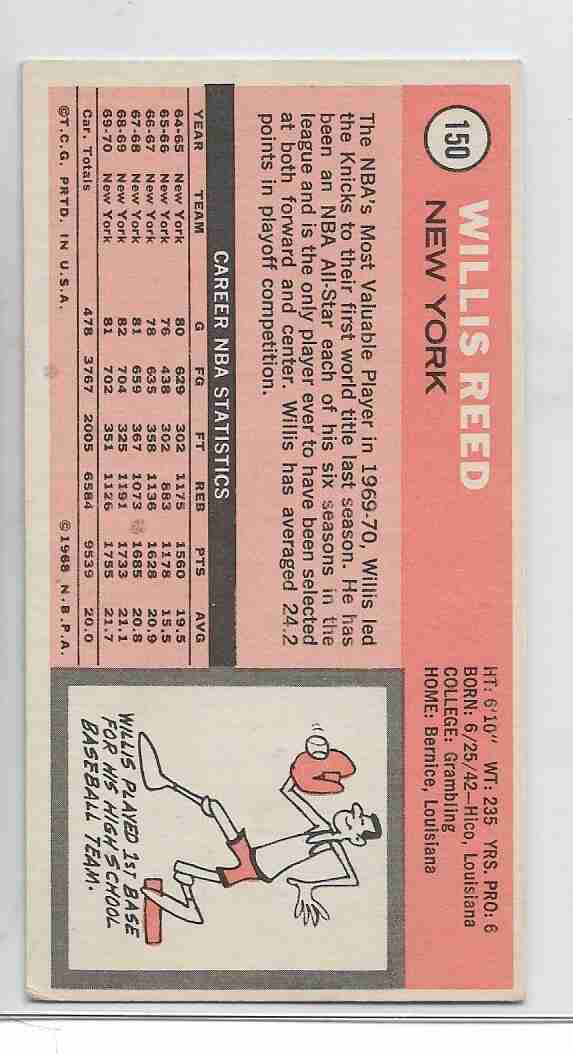 150
WILLIS REED
NEW YORK
HT: 6'10" WT: 235 YRS. PRO: 6
BORN: 6/25/42—Hico, Louisiana
COLLEGE: Grambling
HOME: Bernice, Louisiana
The NBA's Most Valuable Player in 1969-70, Willis led
the Knicks to their first world title last season. He has
been an NBA All-Star each of his six seasons in the
league and is the only player ever to have been selected
at both forward and center. Willis has averaged 24.2
points in playoff competition.
CAREER NBA STATISTICS
YEAR TEAM G FG FT REB PTS AVG
64-65 New York 80 629 302 1175 1560 19.5
65-66 New York 76 438 302 883 1178 15.5
66-67 New York 78 635 358 1136 1628 20.9
67-68 New York 81 659 367 1073 1685 20.8
68-69 New York 82 704 325 1191 1733 21.1
69-70 New York 81 702 351 1126 1755 21.7
Car. Totals 478 3767 2005 6584 9539 20.0
©T.C.G. PRTD. IN U.S.A. ©1968 N.B.P.A.
WILLIS PLAYED 1ST BASE
FOR HIS HIGH SCHOOL
BASEBALL TEAM.